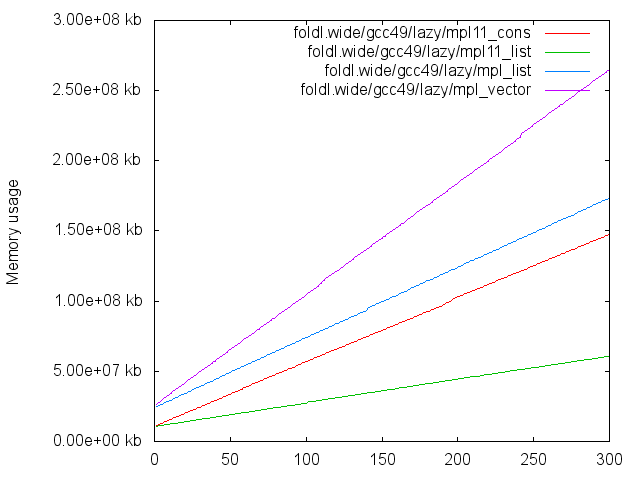 3.00e+08 kb
2.50e+08 kb
2.00e+08 kb
1.50e+08 kb
1.00e+08 kb
5.00e+07 kb
0.00e+00 kb
Memory usage
foldl.wide/gcc49/lazy/mpl11_cons
foldl.wide/gcc49/lazy/mpl11_list
foldl.wide/gcc49/lazy/mpl_list
foldl.wide/gcc49/lazy/mpl_vector
0 50 100 150 200 250 300